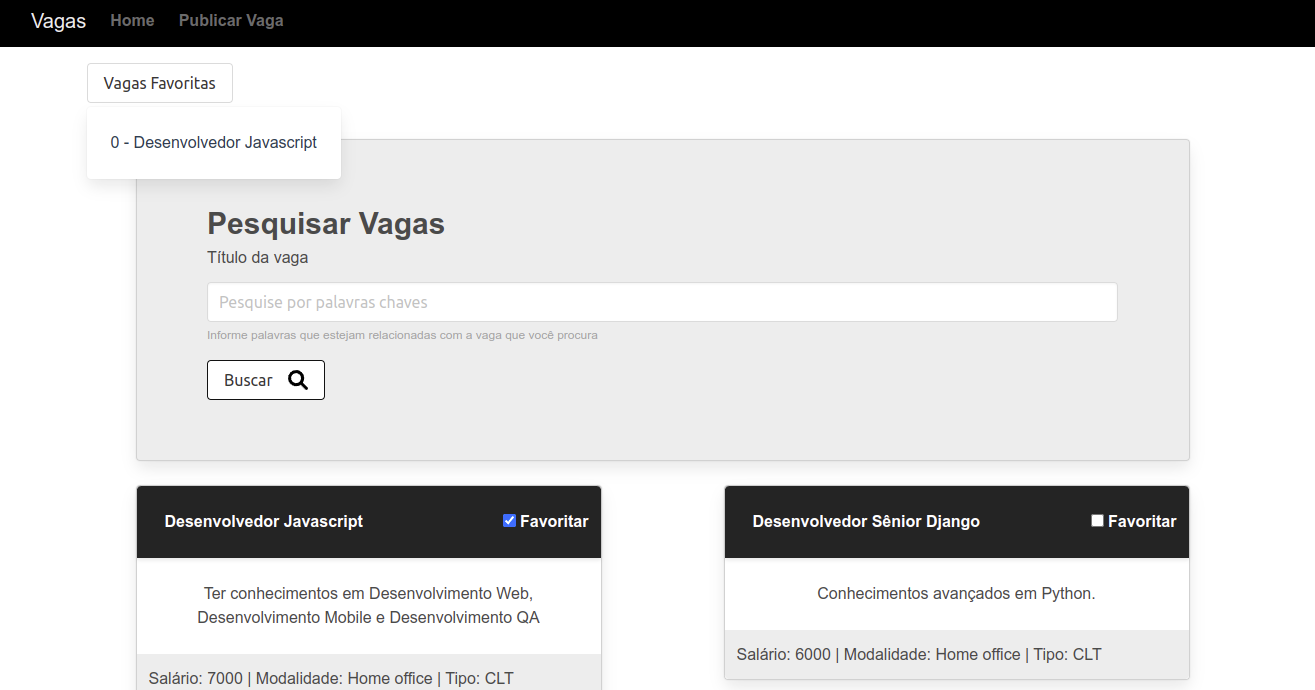 Vagas Home Publicar Vaga
Vagas Favoritas
0 - Desenvolvedor Javascript
Pesquisar Vagas
Título da vaga
Pesquise por palavras chaves
Informe palavras que estejam relacionadas com a vaga que você procura
Buscar
Desenvolvedor Javascript Favoritar
Ter conhecimentos em Desenvolvimento Web,
Desenvolvimento Mobile e Desenvolvimento QA
Salário: 7000 | Modalidade: Home office | Tipo: CLT
Desenvolvedor Sênior Django Favoritar
Conhecimentos avançados em Python.
Salário: 6000 | Modalidade: Home office | Tipo: CLT